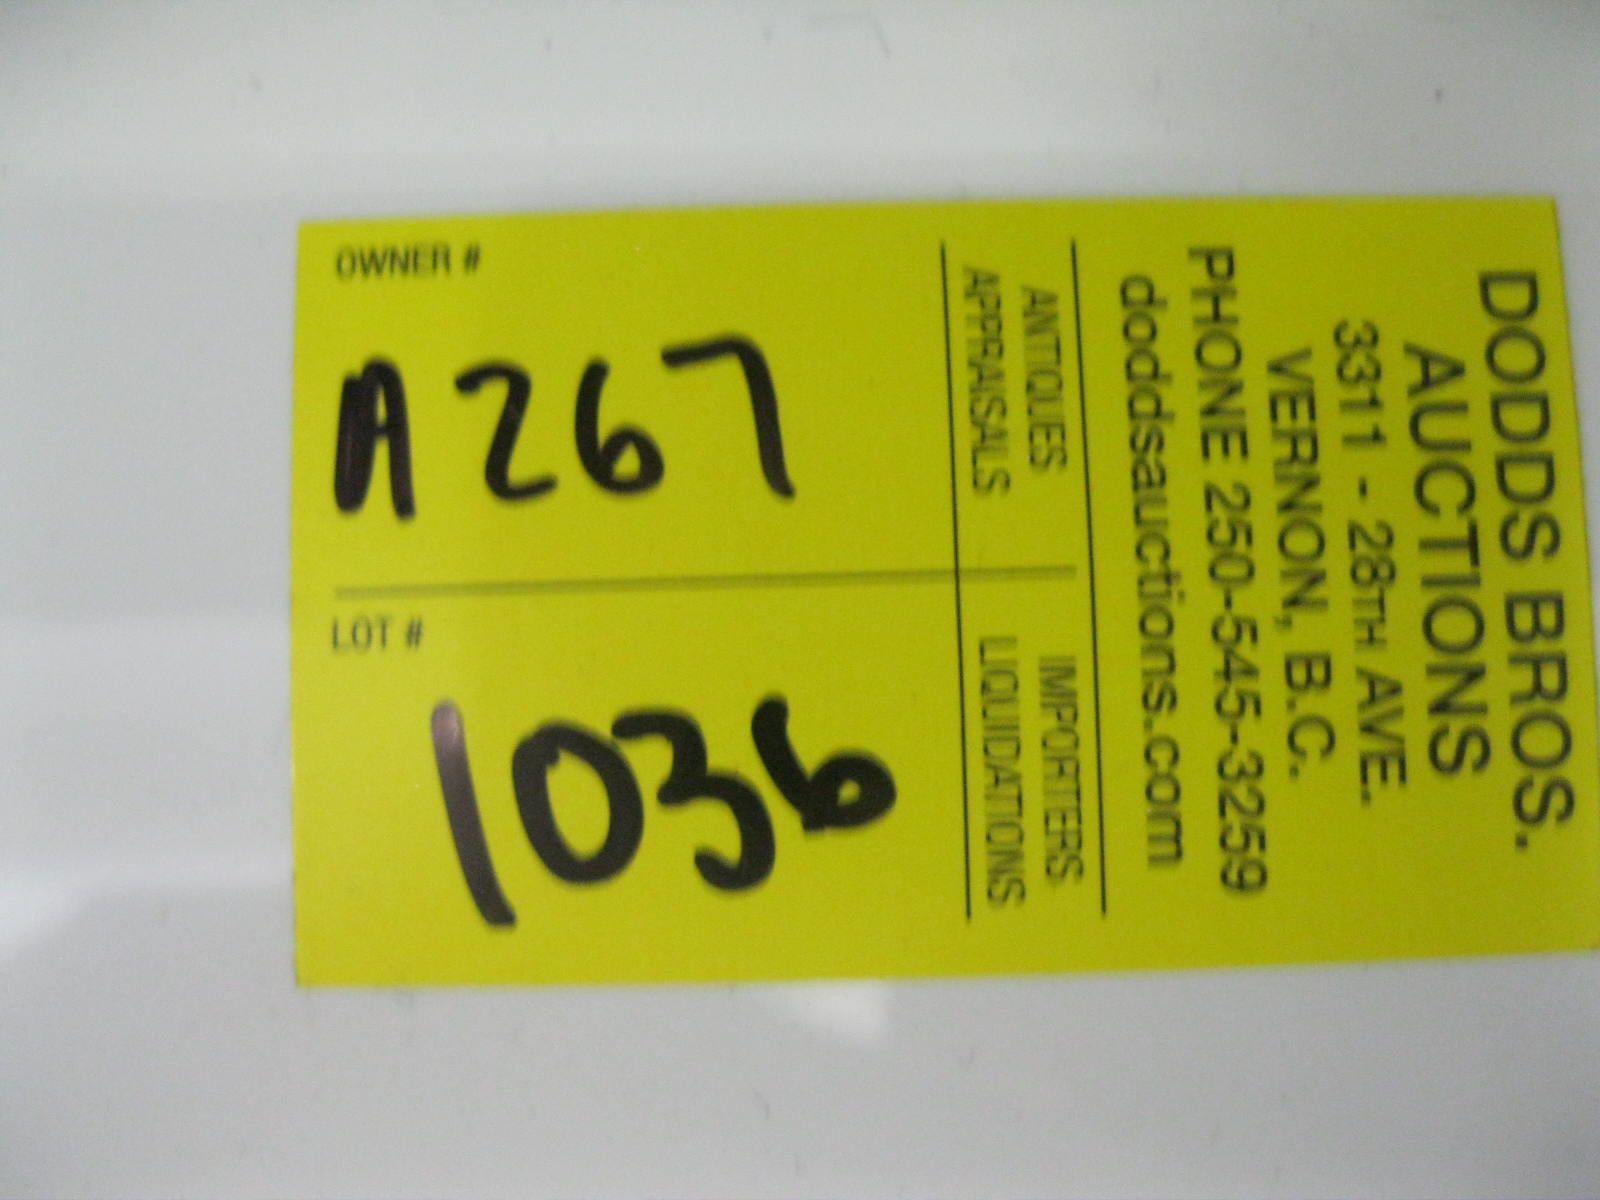 DODDS BROS.
AUCTIONS
3311 - 28TH AVE.
VERNON, B.C.
PHONE 250-545-3259
doddsauctions.com
ANTIQUES
APPRAISALS
IMPORTERS
LIQUIDATIONS
OWNER #
A267
LOT #
1036